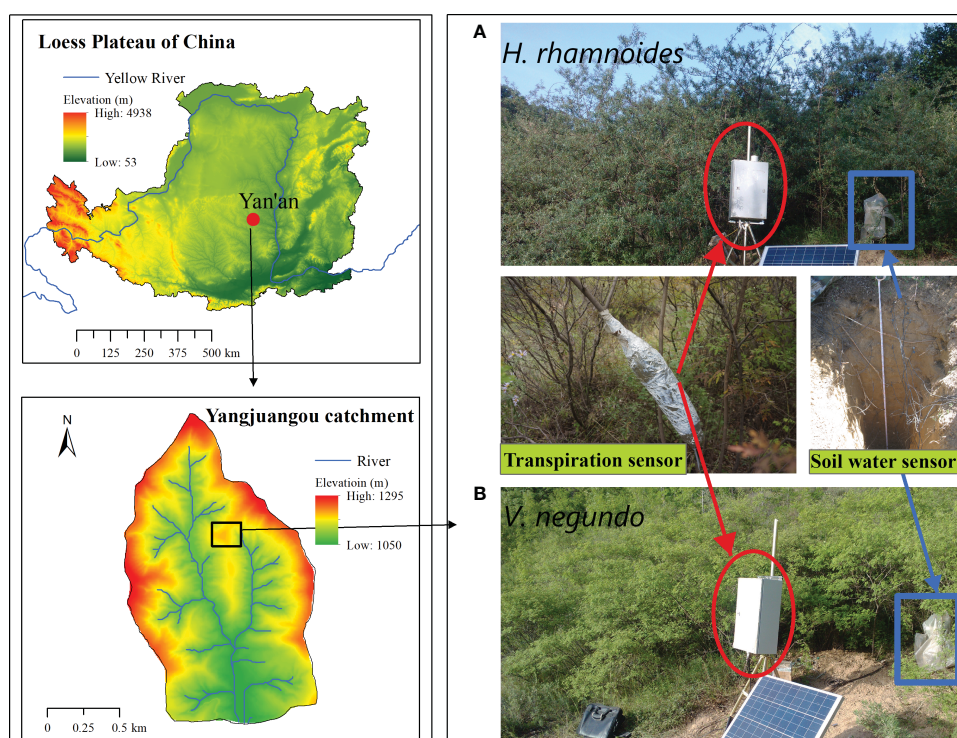 Loess Plateau of China
Yellow River
Elevation (m)
High: 4938
Low: 53
Yan'an
0 125 250 375 500 km
Yangjuangou catchment
N
River
Elevatioin (m)
High: 1295
Low: 1050
0 0.25 0.5 km
A
H. rhamnoides
Transpiration sensor
Soil water sensor
B
V. negundo